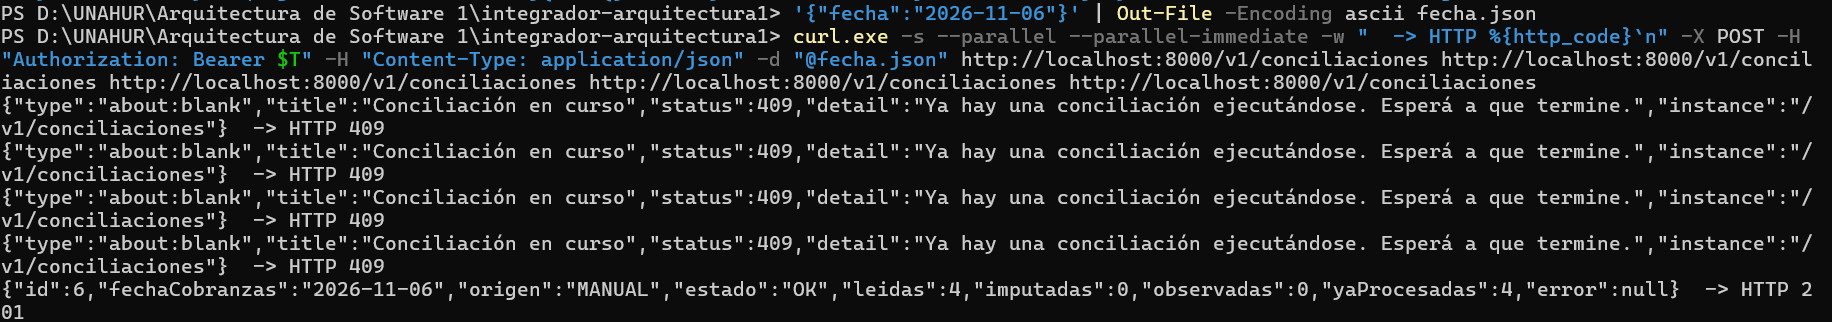 PS D:\UNAHUR\Arquitectura de Software 1\integrador-arquitectura1> '{"fecha":"2026-11-06"}' | Out-File -Encoding ascii fecha.json
PS D:\UNAHUR\Arquitectura de Software 1\integrador-arquitectura1> curl.exe -s --parallel --parallel-immediate -w "  -> HTTP %{http_code}`n" -X POST -H
"Authorization: Bearer $T" -H "Content-Type: application/json" -d "@fecha.json" http://localhost:8000/v1/conciliaciones http://localhost:8000/v1/concil
iaciones http://localhost:8000/v1/conciliaciones http://localhost:8000/v1/conciliaciones http://localhost:8000/v1/conciliaciones
{"type":"about:blank","title":"Conciliación en curso","status":409,"detail":"Ya hay una conciliación ejecutándose. Esperá a que termine.","instance":"/
v1/conciliaciones"}  -> HTTP 409
{"type":"about:blank","title":"Conciliación en curso","status":409,"detail":"Ya hay una conciliación ejecutándose. Esperá a que termine.","instance":"/
v1/conciliaciones"}  -> HTTP 409
{"type":"about:blank","title":"Conciliación en curso","status":409,"detail":"Ya hay una conciliación ejecutándose. Esperá a que termine.","instance":"/
v1/conciliaciones"}  -> HTTP 409
{"type":"about:blank","title":"Conciliación en curso","status":409,"detail":"Ya hay una conciliación ejecutándose. Esperá a que termine.","instance":"/
v1/conciliaciones"}  -> HTTP 409
{"id":6,"fechaCobranzas":"2026-11-06","origen":"MANUAL","estado":"OK","leidas":4,"imputadas":0,"observadas":0,"yaProcesadas":4,"error":null}  -> HTTP 2
01